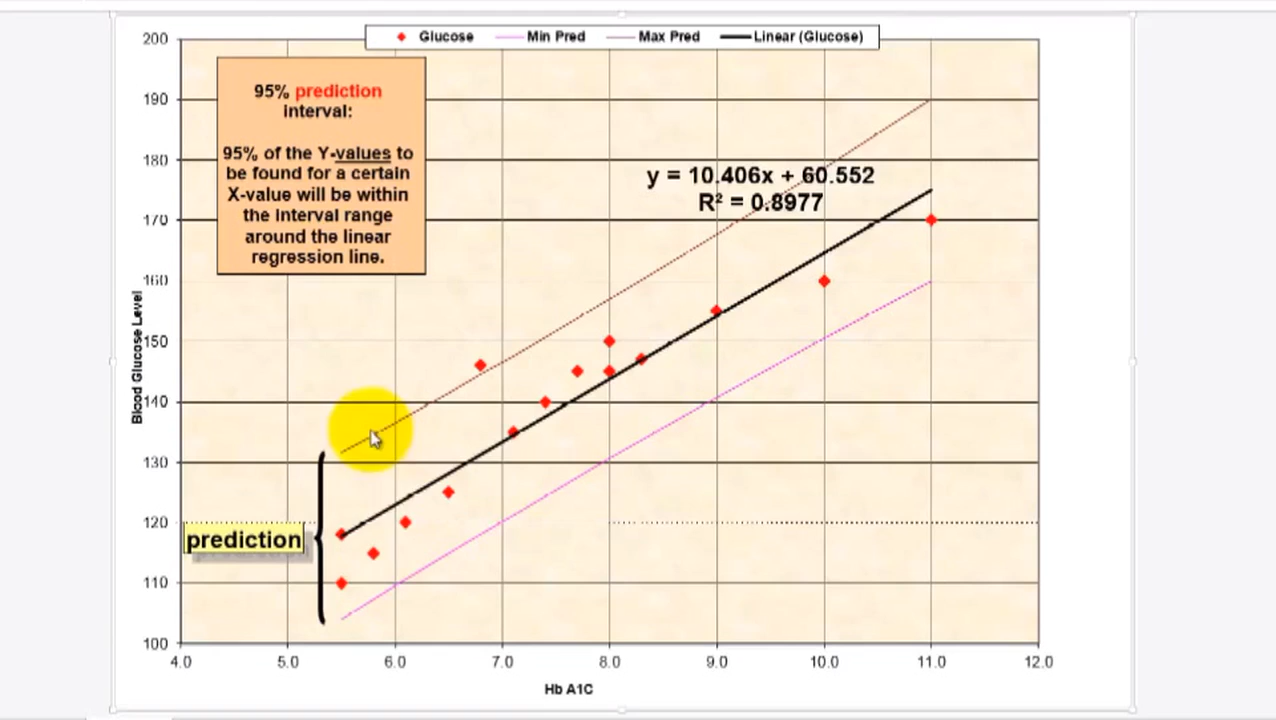 Glucose Min Pred Max Pred Linear (Glucose)
200
190
180
170
160
150
140
130
120
110
100
95% prediction
interval:
95% of the Y-values to
be found for a certain
X-value will be within
the interval range
around the linear
regression line.
y = 10.406x + 60.552
R² = 0.8977
Blood Glucose Level
prediction
4.0 5.0 6.0 7.0 8.0 9.0 10.0 11.0 12.0
Hb A1C